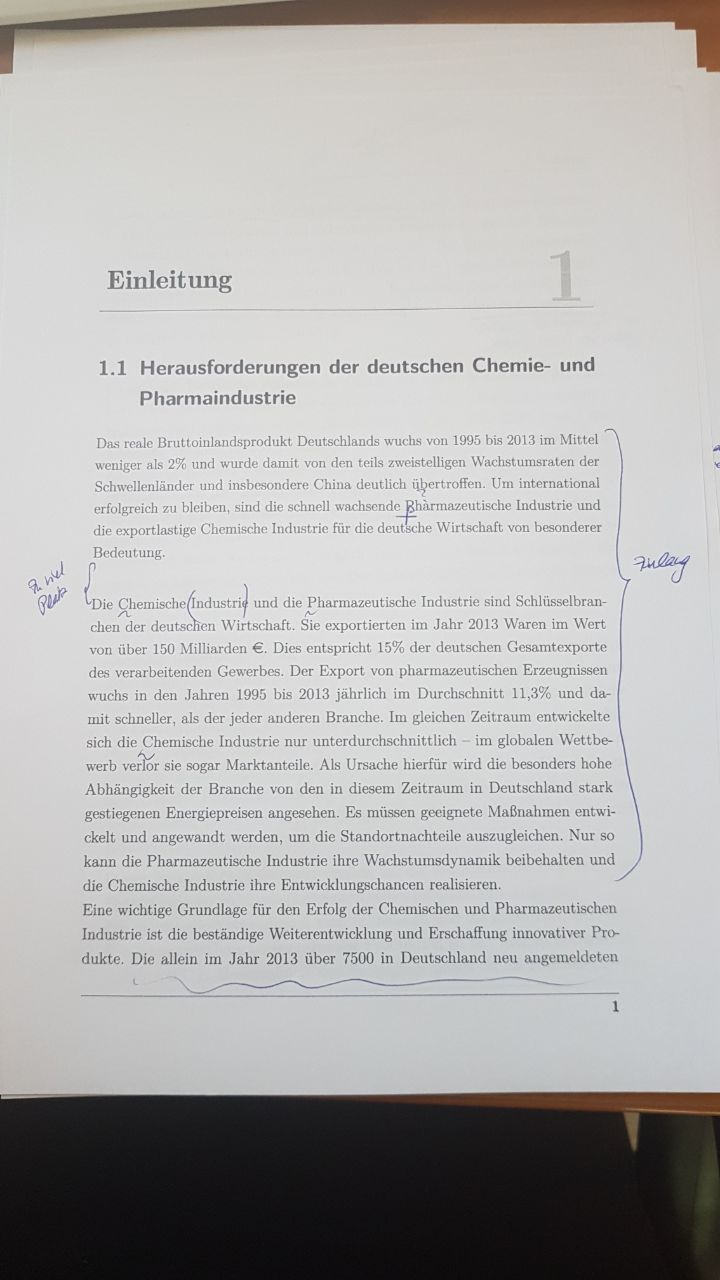 Einleitung
1
1.1 Herausforderungen der deutschen Chemie- und
Pharmaindustrie
Das reale Bruttoinlandsprodukt Deutschlands wuchs von 1995 bis 2013 im Mittel
weniger als 2% und wurde damit von den teils zweistelligen Wachstumsraten der
Schwellenländer und insbesondere China deutlich übertroffen. Um international
erfolgreich zu bleiben, sind die schnell wachsende Pharmazeutische Industrie und
die exportlastige Chemische Industrie für die deutsche Wirtschaft von besonderer
Bedeutung.
zu viel
Platz
zu lang
Die Chemische (Industrie) und die Pharmazeutische Industrie sind Schlüsselbran-
chen der deutschen Wirtschaft. Sie exportierten im Jahr 2013 Waren im Wert
von über 150 Milliarden €. Dies entspricht 15% der deutschen Gesamtexporte
des verarbeitenden Gewerbes. Der Export von pharmazeutischen Erzeugnissen
wuchs in den Jahren 1995 bis 2013 jährlich im Durchschnitt 11,3% und da-
mit schneller, als der jeder anderen Branche. Im gleichen Zeitraum entwickelte
sich die Chemische Industrie nur unterdurchschnittlich – im globalen Wettbe-
werb verlor sie sogar Marktanteile. Als Ursache hierfür wird die besonders hohe
Abhängigkeit der Branche von den in diesem Zeitraum in Deutschland stark
gestiegenen Energiepreisen angesehen. Es müssen geeignete Maßnahmen entwi-
ckelt und angewandt werden, um die Standortnachteile auszugleichen. Nur so
kann die Pharmazeutische Industrie ihre Wachstumsdynamik beibehalten und
die Chemische Industrie ihre Entwicklungschancen realisieren.
Eine wichtige Grundlage für den Erfolg der Chemischen und Pharmazeutischen
Industrie ist die beständige Weiterentwicklung und Erschaffung innovativer Pro-
dukte. Die allein im Jahr 2013 über 7500 in Deutschland neu angemeldeten
1